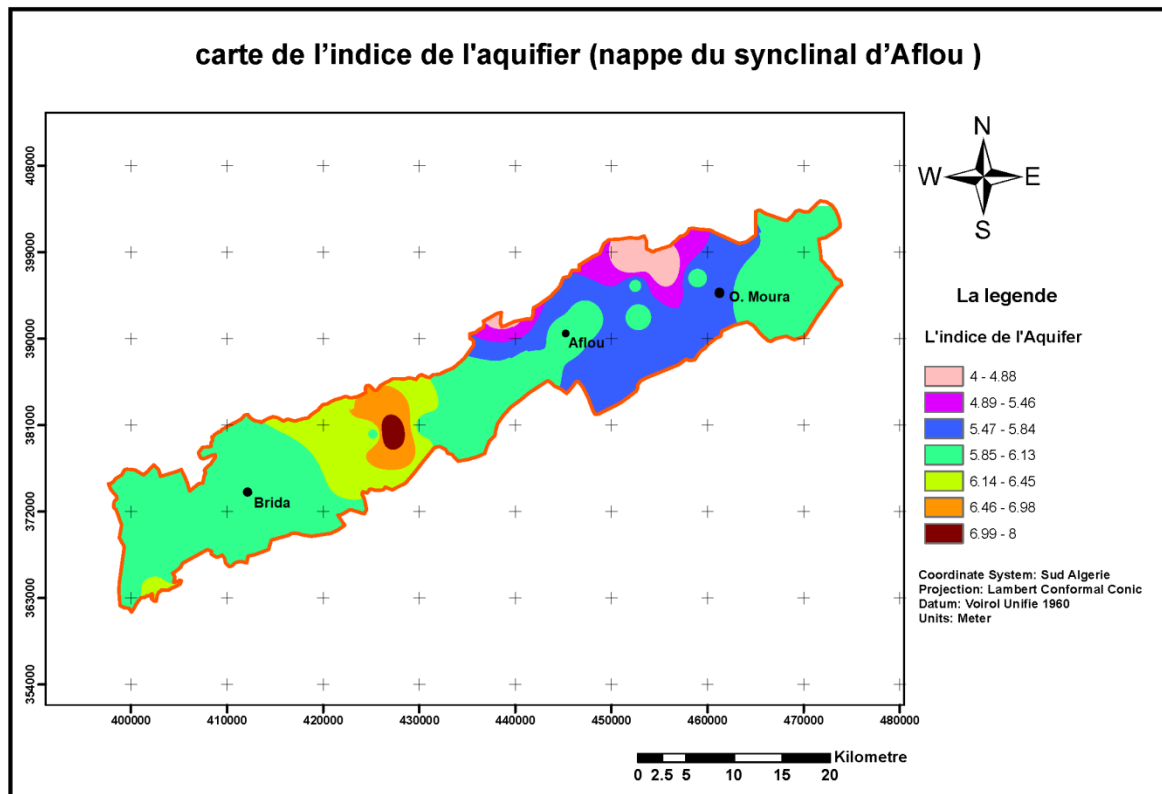 carte de l’indice de l'aquifier (nappe du synclinal d’Aflou )
408000
399000
390000
381000
372000
363000
354000
400000 410000 420000 430000 440000 450000 460000 470000 480000
O. Moura
Aflou
Brida
N
W E
S
La legende
L'indice de l'Aquifer
4 - 4.88
4.89 - 5.46
5.47 - 5.84
5.85 - 6.13
6.14 - 6.45
6.46 - 6.98
6.99 - 8
Coordinate System: Sud Algerie
Projection: Lambert Conformal Conic
Datum: Voirol Unifie 1960
Units: Meter
Kilometre
0 2.5 5 10 15 20